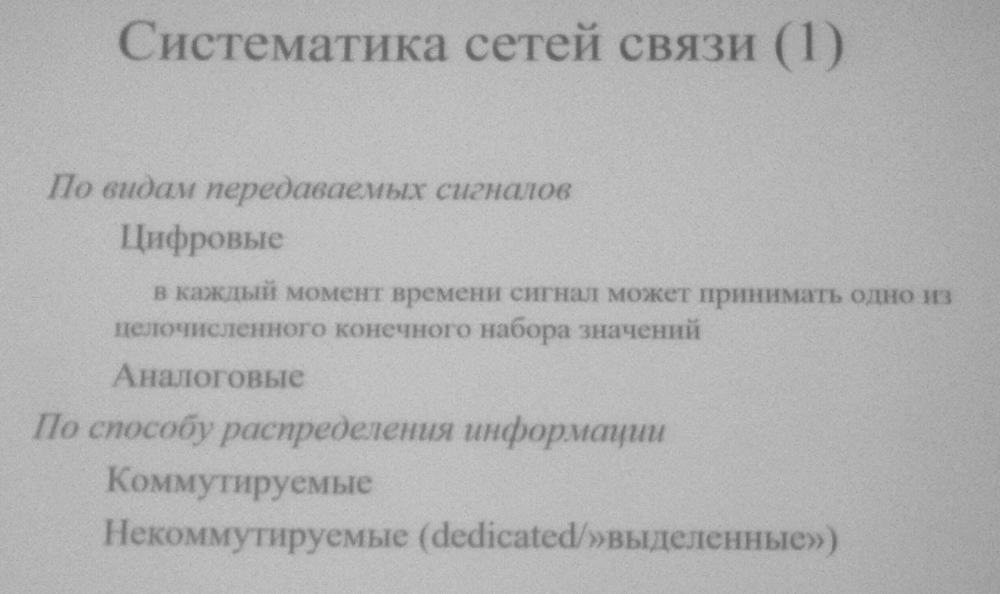 Систематика сетей связи (1)
По видам передаваемых сигналов
Цифровые
в каждый момент времени сигнал может принимать одно из
целочисленного конечного набора значений
Аналоговые
По способу распределения информации
Коммутируемые
Некоммутируемые (dedicated/»выделенные»)